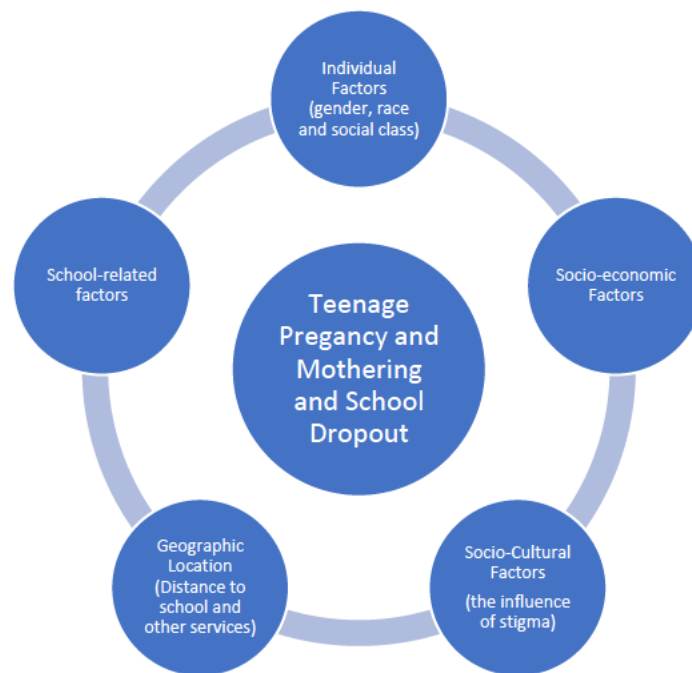 Individual
Factors
(gender, race
and social class)
School-related
factors
Socio-economic
Factors
Teenage
Pregancy and
Mothering
and School
Dropout
Geographic
Location
(Distance to
school and
other services)
Socio-Cultural
Factors
(the influence
of stigma)